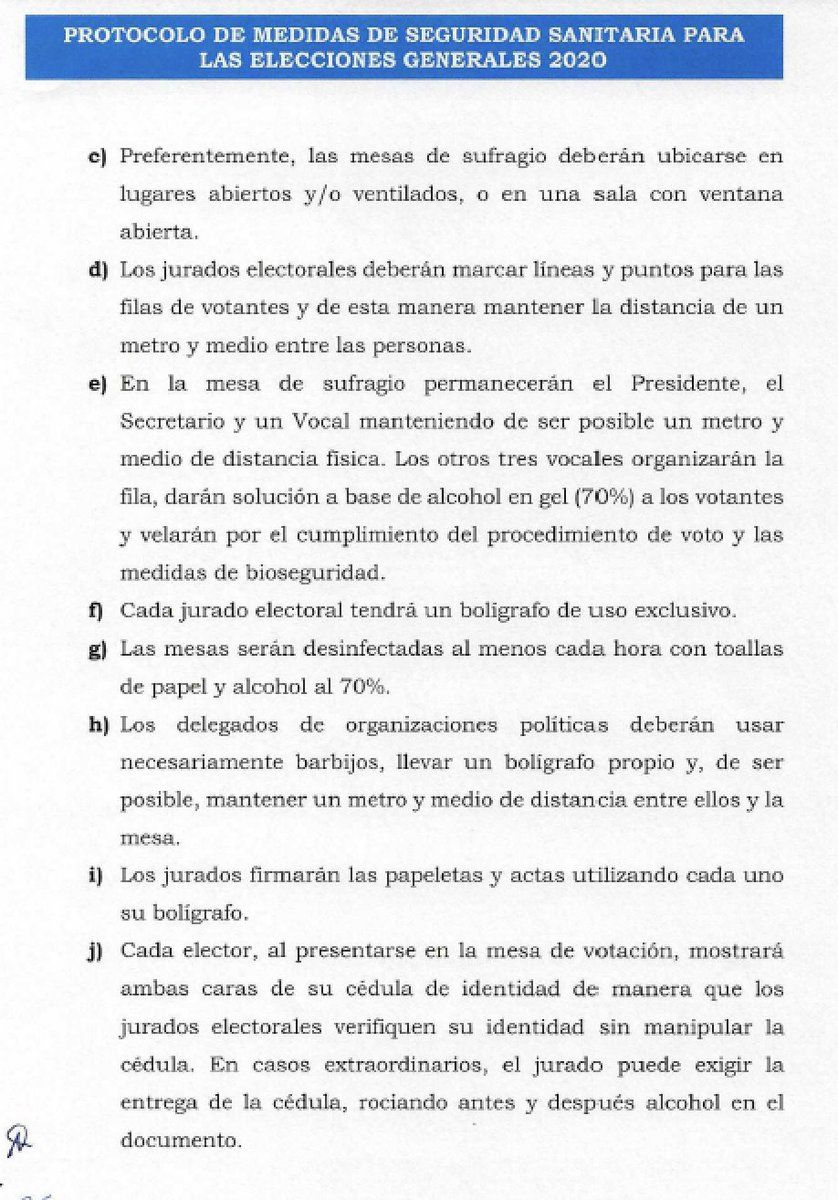 PROTOCOLO DE MEDIDAS DE SEGURIDAD SANITARIA PARA
LAS ELECCIONES GENERALES 2020
c) Preferentemente, las mesas de sufragio deberán ubicarse en
lugares abiertos y/o ventilados, o en una sala con ventana
abierta.
d) Los jurados electorales deberán marcar líneas y puntos para las
filas de votantes y de esta manera mantener la distancia de un
metro y medio entre las personas.
e) En la mesa de sufragio permanecerán el Presidente, el
Secretario y un Vocal manteniendo de ser posible un metro y
medio de distancia física. Los otros tres vocales organizarán la
fila, darán solución a base de alcohol en gel (70%) a los votantes
y velarán por el cumplimiento del procedimiento de voto y las
medidas de bioseguridad.
f) Cada jurado electoral tendrá un bolígrafo de uso exclusivo.
g) Las mesas serán desinfectadas al menos cada hora con toallas
de papel y alcohol al 70%.
h) Los delegados de organizaciones políticas deberán usar
necesariamente barbijos, llevar un bolígrafo propio y, de ser
posible, mantener un metro y medio de distancia entre ellos y la
mesa.
i) Los jurados firmarán las papeletas y actas utilizando cada uno
su bolígrafo.
j) Cada elector, al presentarse en la mesa de votación, mostrará
ambas caras de su cédula de identidad de manera que los
jurados electorales verifiquen su identidad sin manipular la
cédula. En casos extraordinarios, el jurado puede exigir la
entrega de la cédula, rociando antes y después alcohol en el
documento.